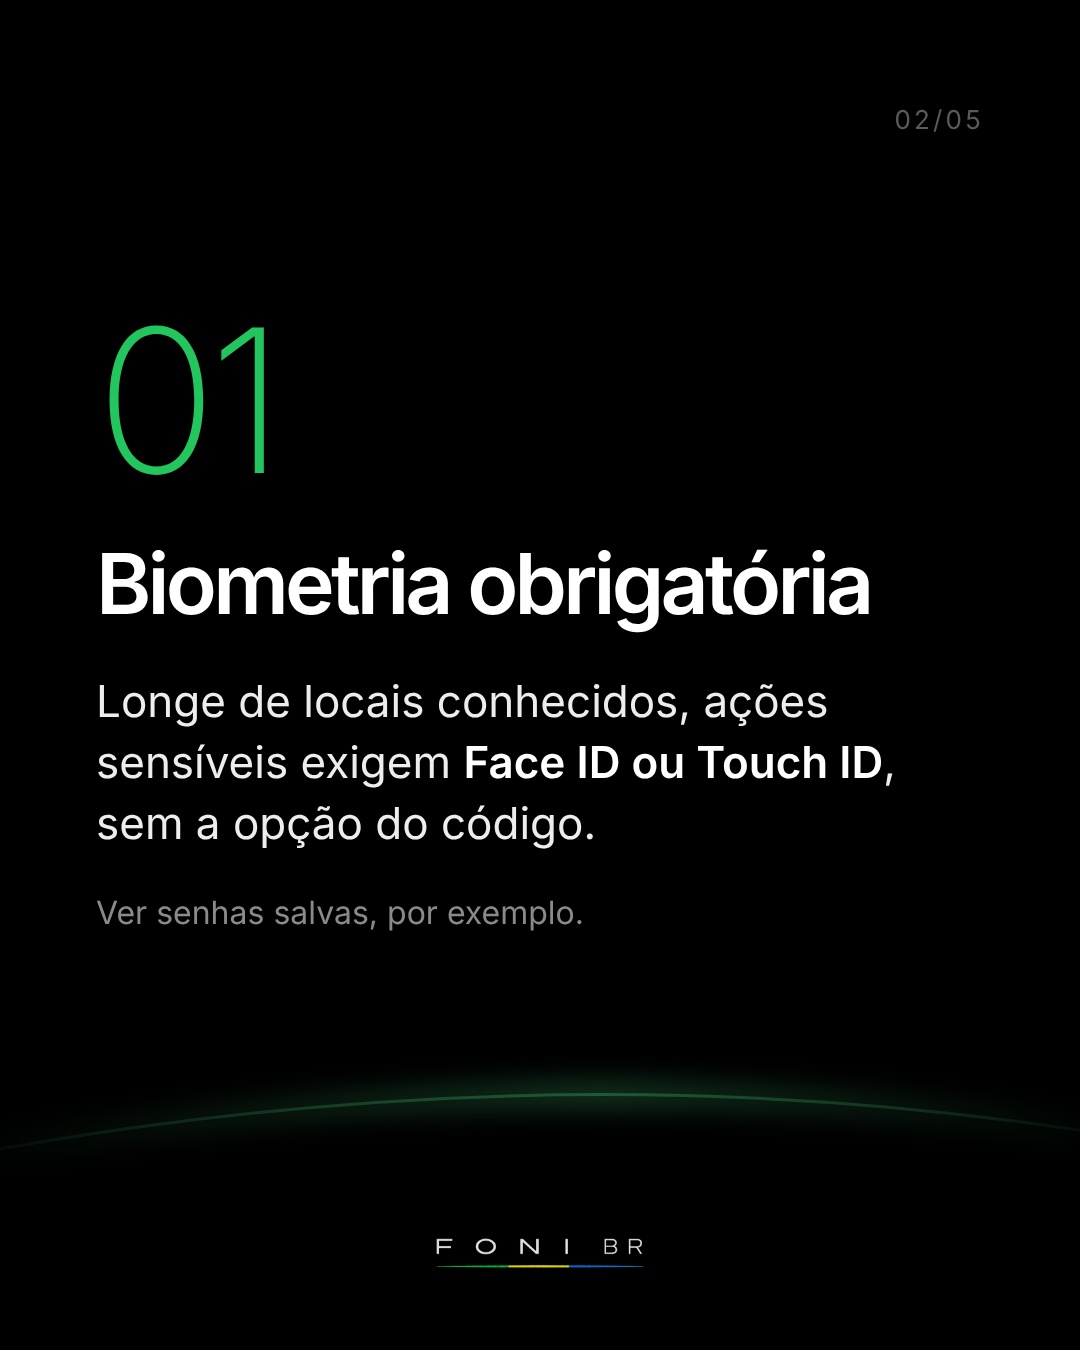 02/05
01
Biometria obrigatória
Longe de locais conhecidos, ações
sensíveis exigem Face ID ou Touch ID,
sem a opção do código.
Ver senhas salvas, por exemplo.
FONI BR